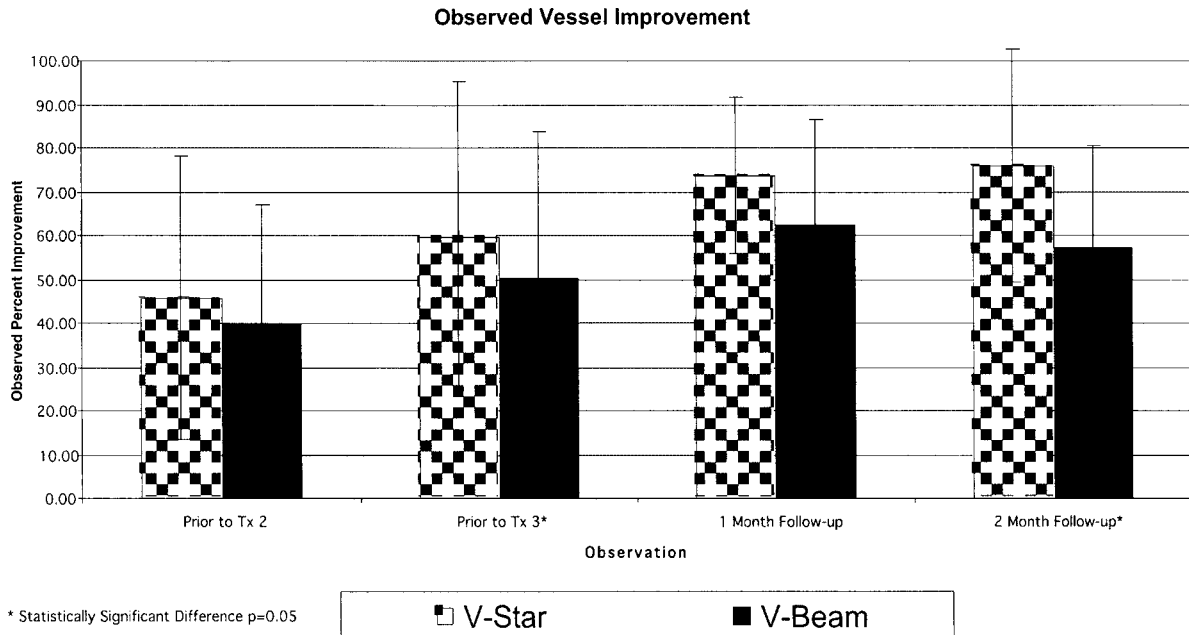 Observed Vessel Improvement
Observed Percent Improvement
100.00
90.00
80.00
70.00
60.00
50.00
40.00
30.00
20.00
10.00
0.00
Prior to Tx 2 Prior to Tx 3* 1 Month Follow-up 2 Month Follow-up*
Observation
* Statistically Significant Difference p=0.05
V-Star V-Beam